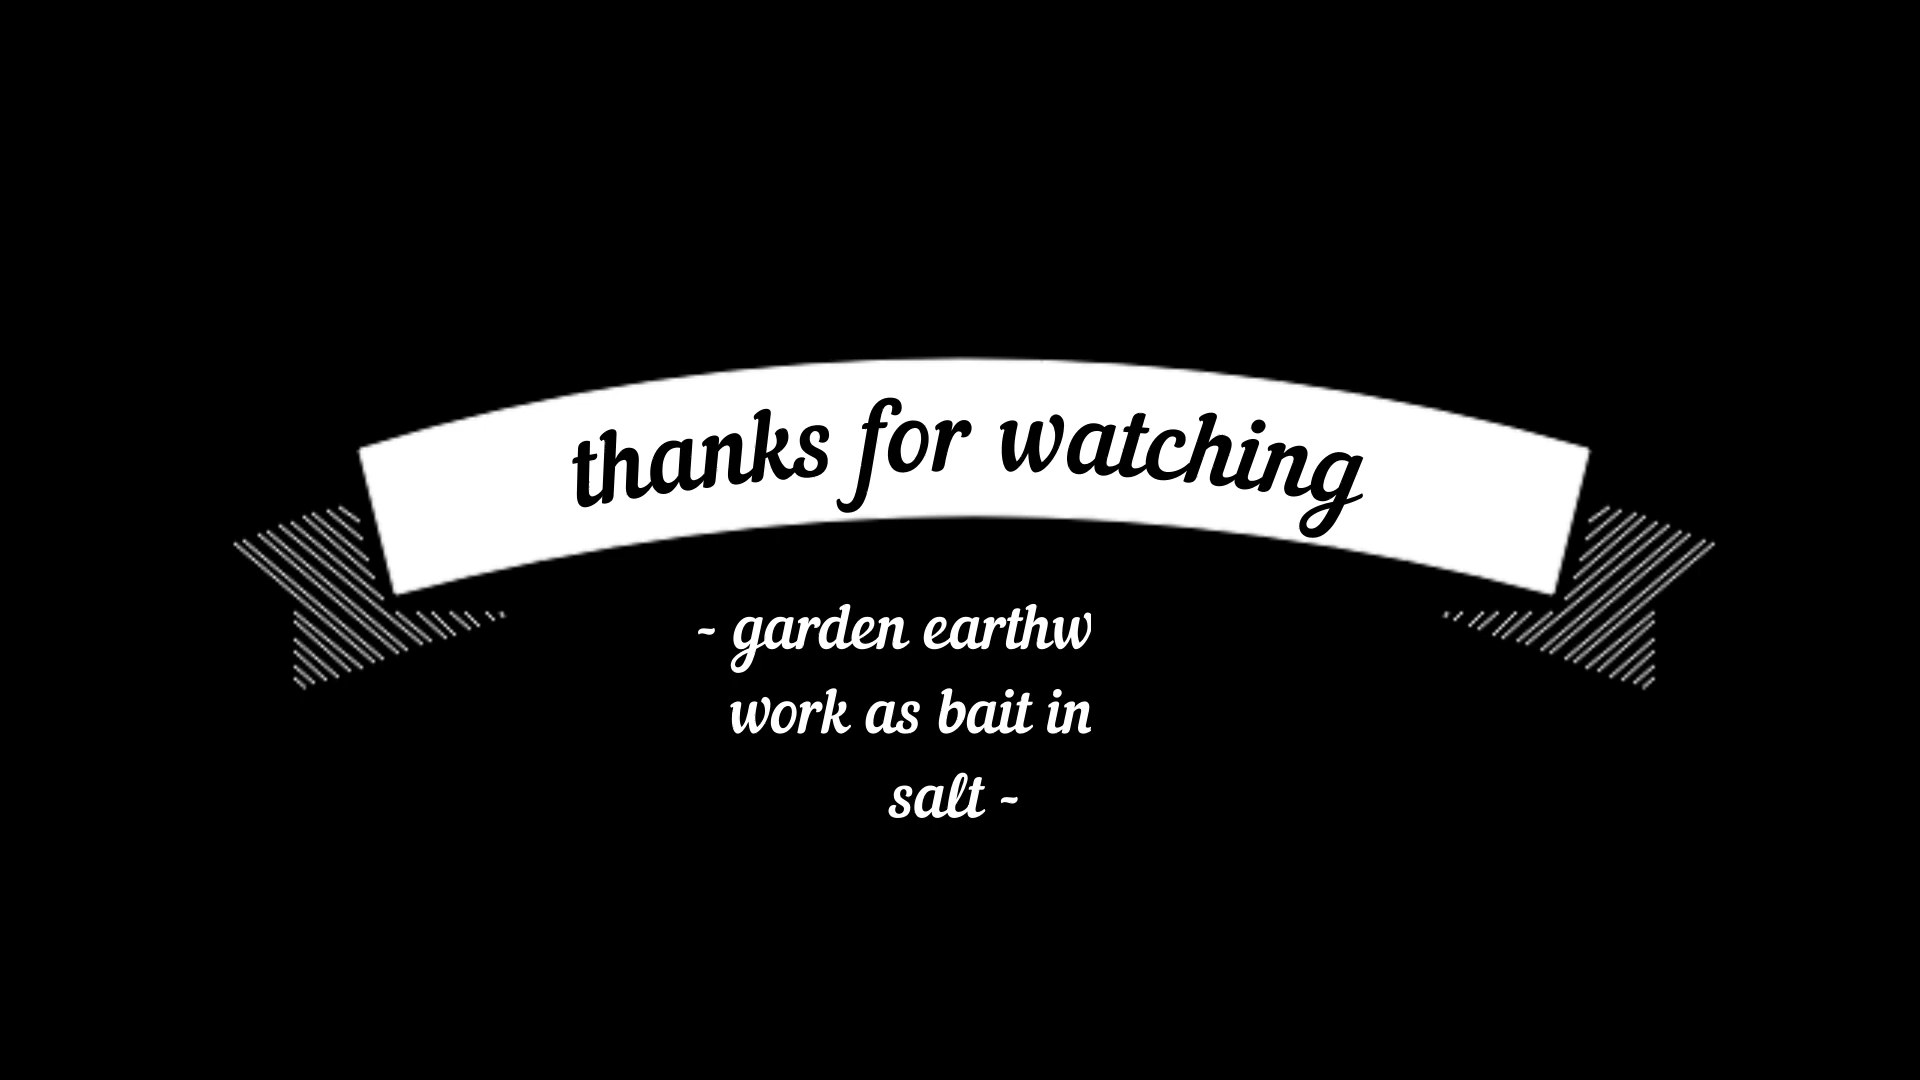 thanks for watching
- garden earthw
work as bait in
salt -